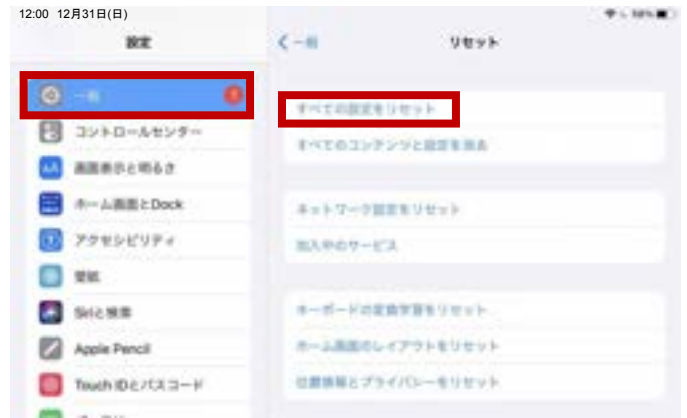 12:00 12月31日(日)
設定
一般
コントロールセンター
画面表示と明るさ
ホーム画面とDock
アクセシビリティ
壁紙
Siriと検索
Apple Pencil
Touch IDとパスコード
一般
リセット
すべての設定をリセット
すべてのコンテンツと設定を消去
ネットワーク設定をリセット
加入中のサービス
キーボードの変換学習をリセット
ホーム画面のレイアウトをリセット
位置情報とプライバシーをリセット